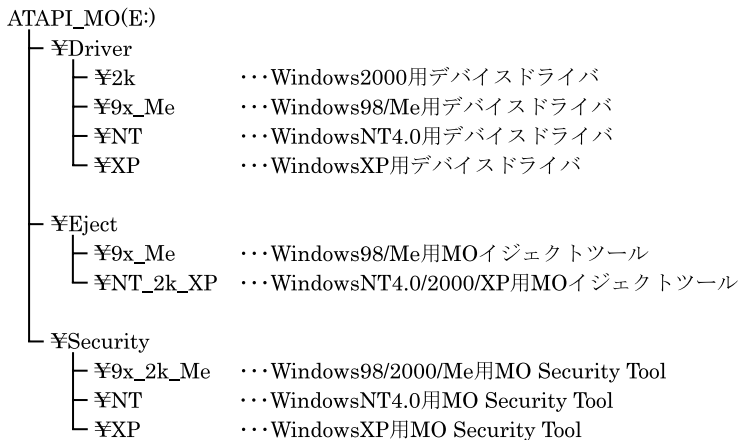 ATAPI_MO(E:)
¥Driver
¥2k ･･･Windows2000用デバイスドライバ
¥9x_Me ･･･Windows98/Me用デバイスドライバ
¥NT ･･･WindowsNT4.0用デバイスドライバ
¥XP ･･･WindowsXP用デバイスドライバ
¥Eject
¥9x_Me ･･･Windows98/Me用MOイジェクトツール
¥NT_2k_XP ･･･WindowsNT4.0/2000/XP用MOイジェクトツール
¥Security
¥9x_2k_Me ･･･Windows98/2000/Me用MO Security Tool
¥NT ･･･WindowsNT4.0用MO Security Tool
¥XP ･･･WindowsXP用MO Security Tool